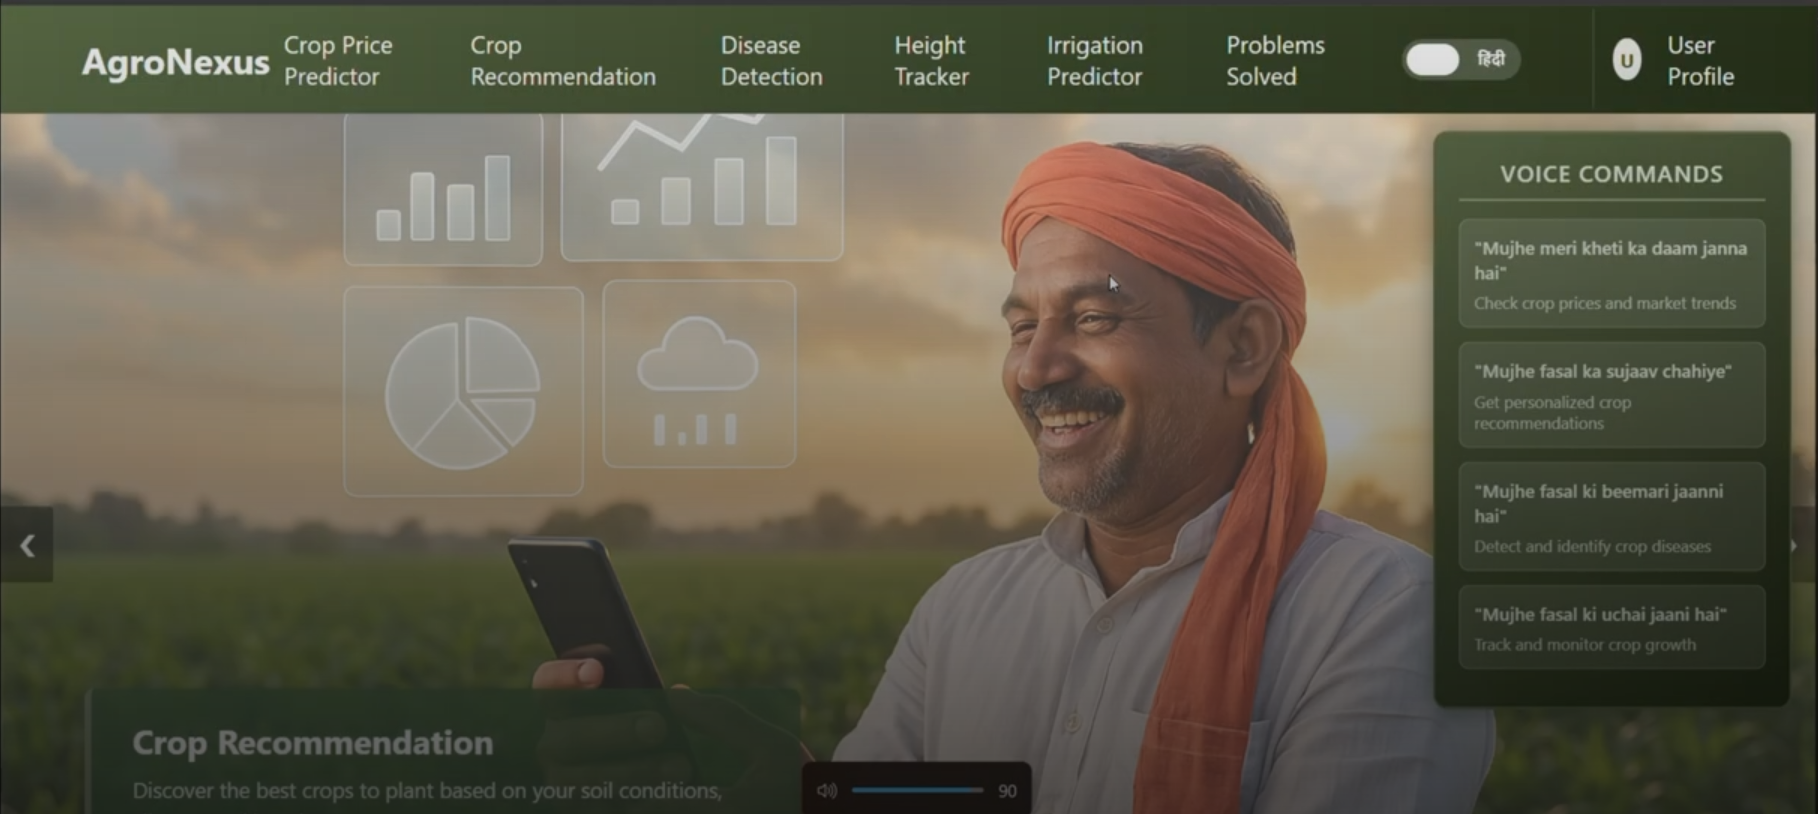 AgroNexus
Crop Price
Predictor
Crop
Recommendation
Disease
Detection
Height
Tracker
Irrigation
Predictor
Problems
Solved
हिंदी
U
User
Profile
VOICE COMMANDS
"Mujhe meri kheti ka daam janna
hai"
Check crop prices and market trends
"Mujhe fasal ka sujaav chahiye"
Get personalized crop
recommendations
"Mujhe fasal ki beemari jaanni
hai"
Detect and identify crop diseases
"Mujhe fasal ki uchai jaani hai"
Track and monitor crop growth
Crop Recommendation
Discover the best crops to plant based on your soil conditions,
90